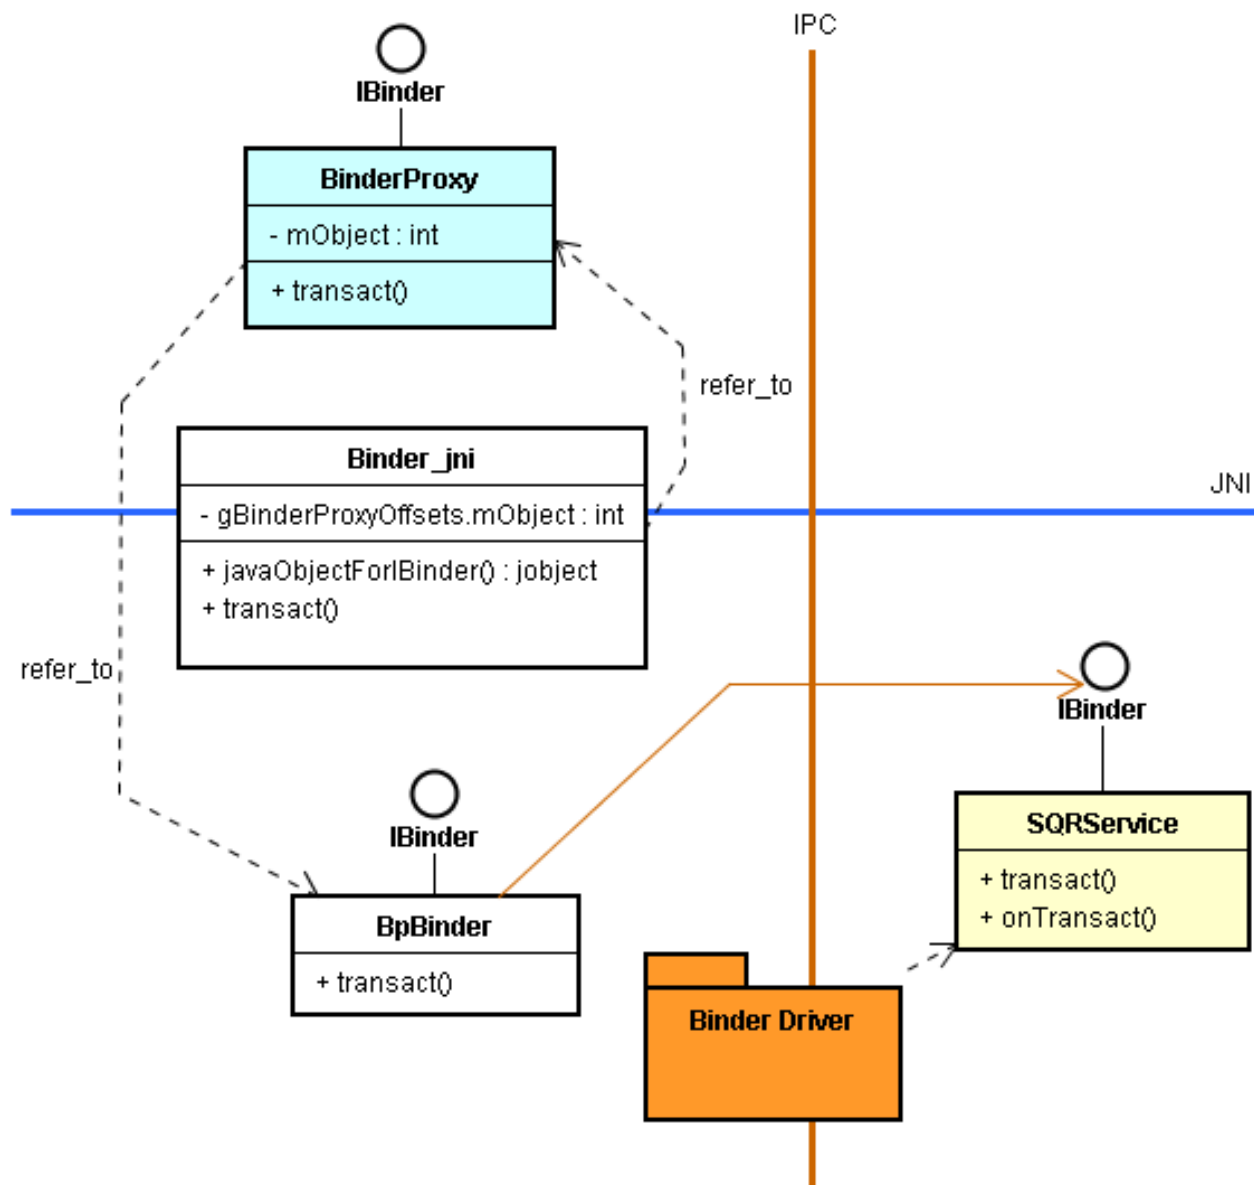 IPC
IBinder
BinderProxy
- mObject : int
+ transact()
refer_to
Binder_jni
JNI
- gBinderProxyOffsets.mObject : int
+ javaObjectForIBinder() : jobject
+ transact()
refer_to
IBinder
SQRService
+ transact()
+ onTransact()
IBinder
BpBinder
+ transact()
Binder Driver